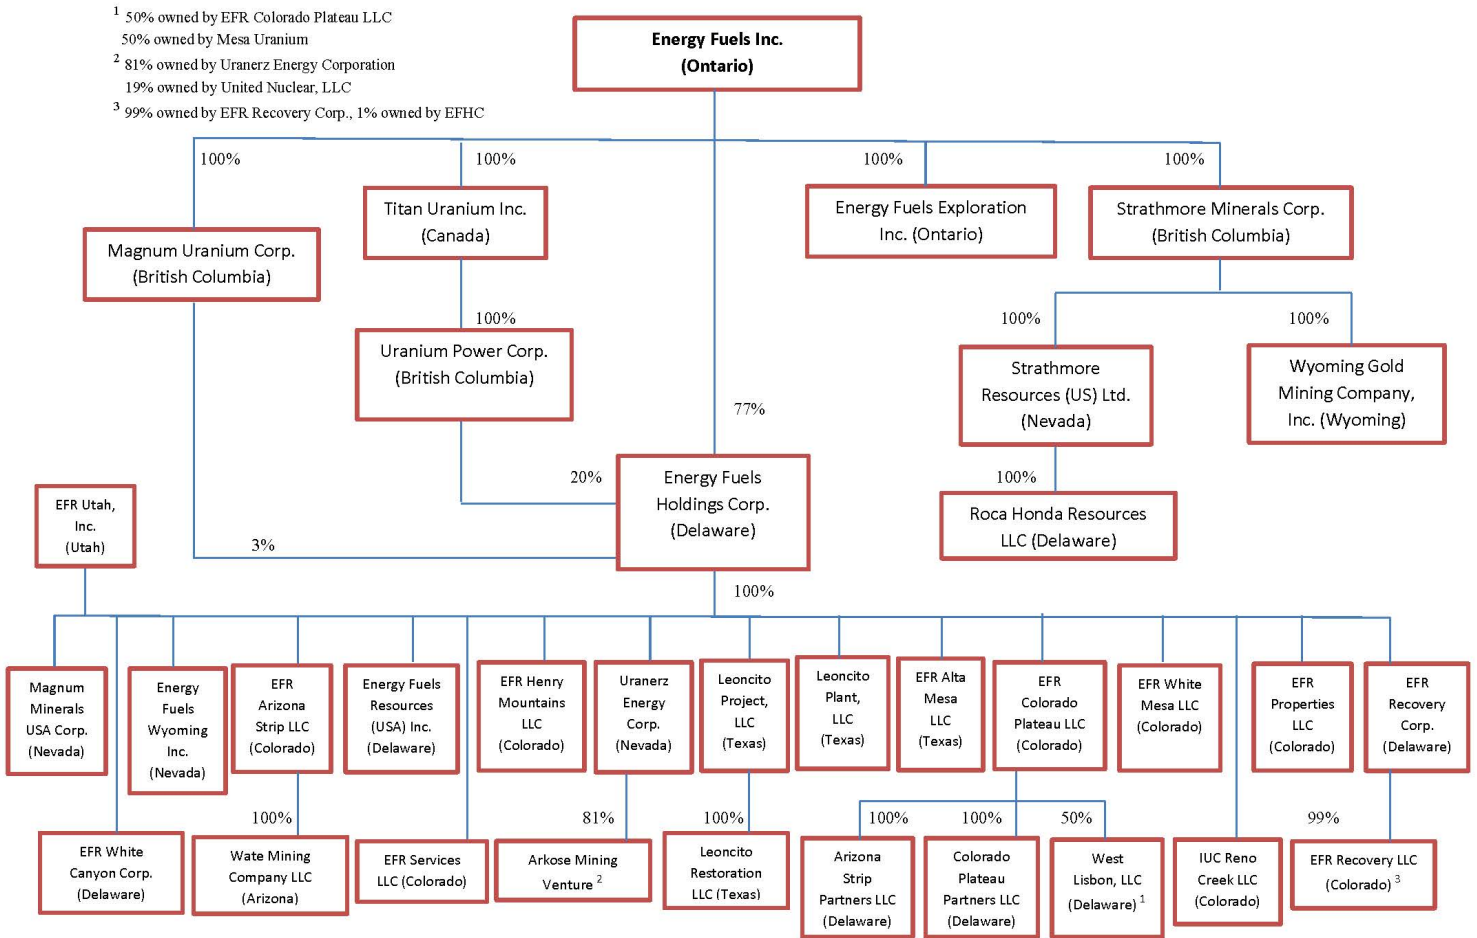 1 50% owned by EFR Colorado Plateau LLC
50% owned by Mesa Uranium
2 81% owned by Uranerz Energy Corporation
19% owned by United Nuclear, LLC
3 99% owned by EFR Recovery Corp., 1% owned by EFHC
Energy Fuels Inc.
(Ontario)
100%
100%
100%
100%
Magnum Uranium Corp.
(British Columbia)
Titan Uranium Inc.
(Canada)
Energy Fuels Exploration
Inc. (Ontario)
Strathmore Minerals Corp.
(British Columbia)
100%
Uranium Power Corp.
(British Columbia)
100%
100%
Strathmore
Resources (US) Ltd.
(Nevada)
Wyoming Gold
Mining Company,
Inc. (Wyoming)
77%
20%
3%
Energy Fuels
Holdings Corp.
(Delaware)
100%
Roca Honda Resources
LLC (Delaware)
EFR Utah,
Inc.
(Utah)
100%
Magnum
Minerals
USA Corp.
(Nevada)
Energy
Fuels
Wyoming
Inc.
(Nevada)
EFR
Arizona
Strip LLC
(Colorado)
Energy Fuels
Resources
(USA) Inc.
(Delaware)
EFR Henry
Mountains
LLC
(Colorado)
Uranerz
Energy
Corp.
(Nevada)
Leoncito
Project,
LLC
(Texas)
Leoncito
Plant,
LLC
(Texas)
EFR Alta
Mesa LLC
LLC
(Texas)
EFR
Colorado
Plateau LLC
(Colorado)
EFR White
Mesa LLC
(Colorado)
EFR
Properties
LLC
(Colorado)
EFR
Recovery
Corp.
(Delaware)
100%
81%
100%
100%
100%
50%
99%
EFR White
Canyon Corp.
(Delaware)
Wate Mining
Company LLC
(Arizona)
EFR Services
LLC (Colorado)
Arkose Mining
Venture 2
Leoncito
Restoration
LLC (Texas)
Arizona
Strip
Partners LLC
(Delaware)
Colorado
Plateau
Partners LLC
(Delaware)
West
Lisbon, LLC
(Delaware) 1
IUC Reno
Creek LLC
(Colorado)
EFR Recovery LLC
(Colorado) 3